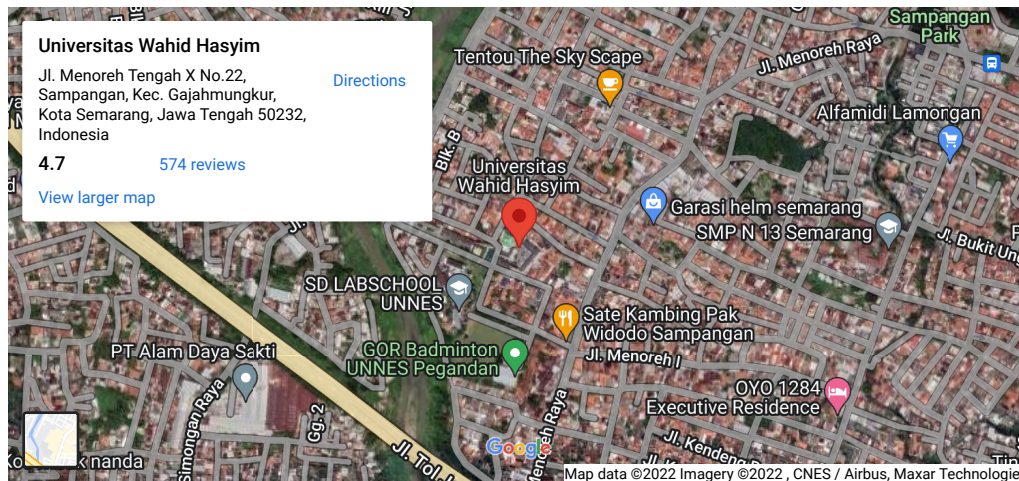 Universitas Wahid Hasyim
Jl. Menoreh Tengah X No.22,
Sampangan, Kec. Gajahmungkur,
Kota Semarang, Jawa Tengah 50232,
Indonesia
Directions
4.7
574 reviews
View larger map
Sampangan
Park
Jl. Menoreh Raya
Tentou The Sky Scape
Alfamidi Lamongan
Blk. B
Universitas
Wahid Hasyim
Garasi helm semarang
SMP N 13 Semarang
Jl. Bukit Ung
SD LABSCHOOL
UNNES
Sate Kambing Pak
Widodo Sampangan
Jl. Menoreh I
PT Alam Daya Sakti
GOR Badminton
UNNES Pegandan
OYO 1284
Executive Residence
Simongan Raya
Gg. 2
Jl. Tol
Menoreh Raya
Jl. Kendeng
nanda
Google
Map data ©2022 Imagery ©2022 , CNES / Airbus, Maxar Technologie